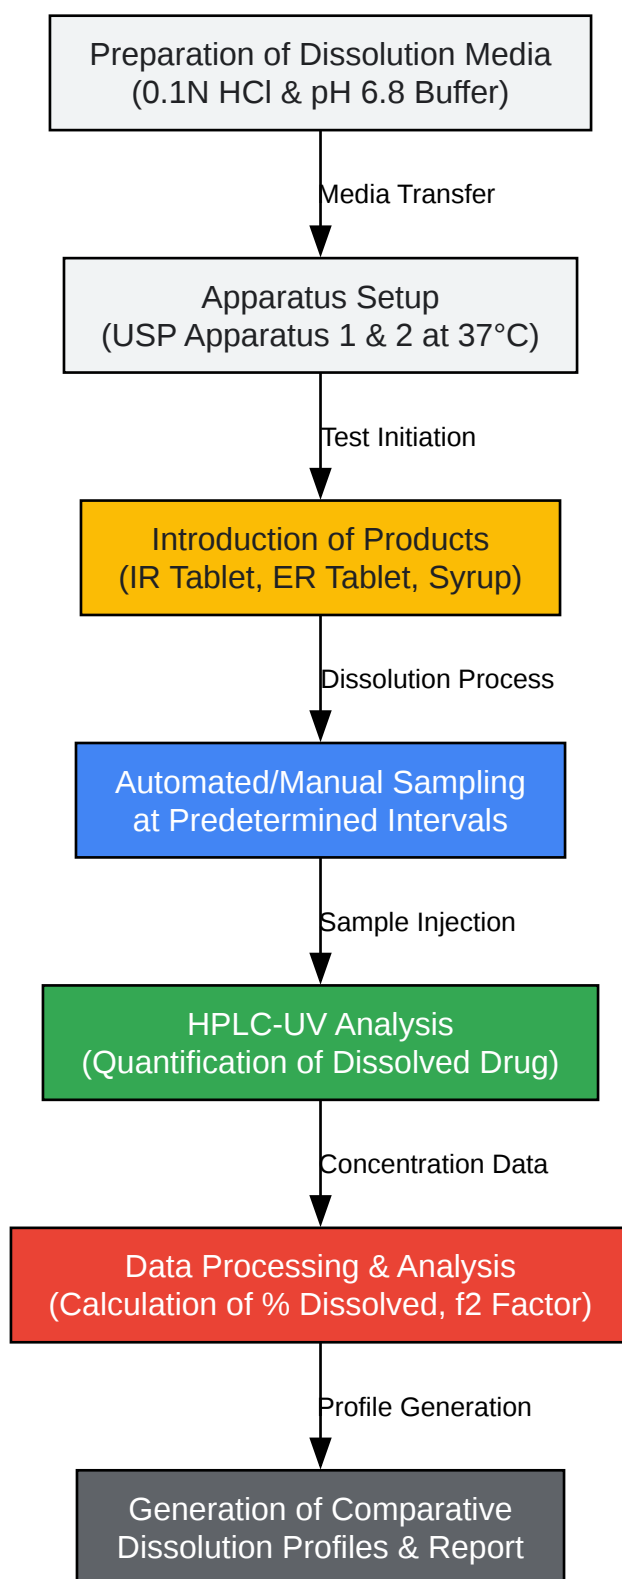 Preparation of Dissolution Media
(0.1N HCl & pH 6.8 Buffer)
Media Transfer
Apparatus Setup
(USP Apparatus 1 & 2 at 37°C)
Test Initiation
Introduction of Products
(IR Tablet, ER Tablet, Syrup)
Dissolution Process
Automated/Manual Sampling
at Predetermined Intervals
Sample Injection
HPLC-UV Analysis
(Quantification of Dissolved Drug)
Concentration Data
Data Processing & Analysis
(Calculation of % Dissolved, f2 Factor)
Profile Generation
Generation of Comparative
Dissolution Profiles & Report